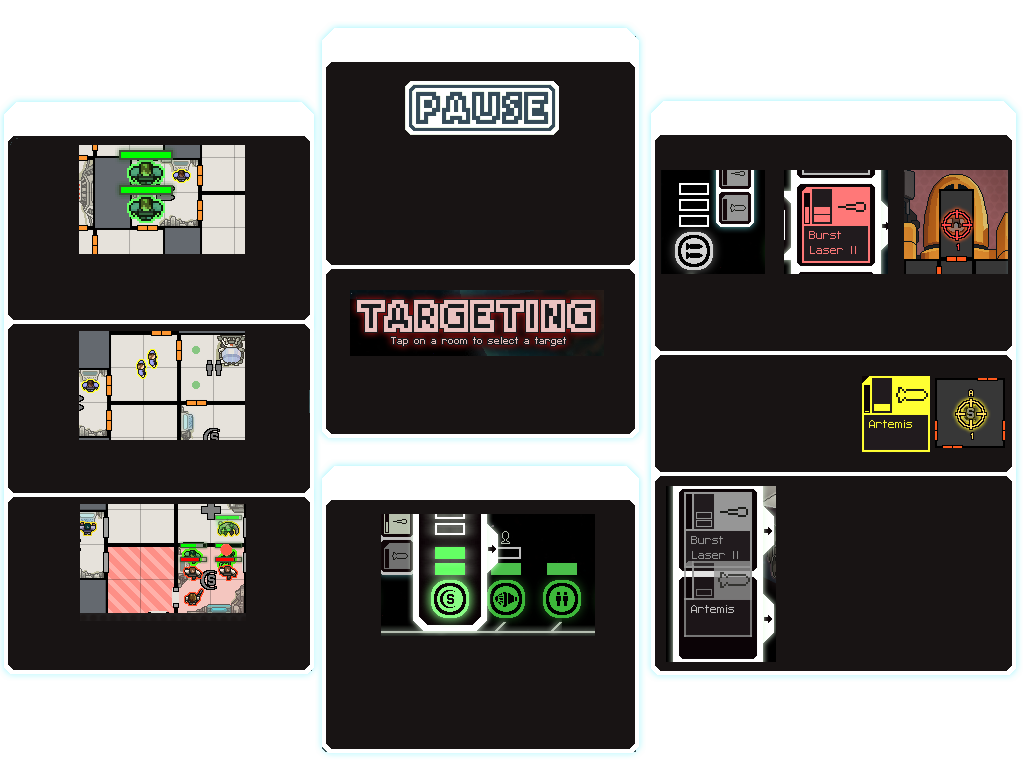 PAUSE
TARGETING
Tap on a room to select a target
S
S
S
Burst
Laser II
1
Artemis
A
S
1
Burst
Laser II
Artemis